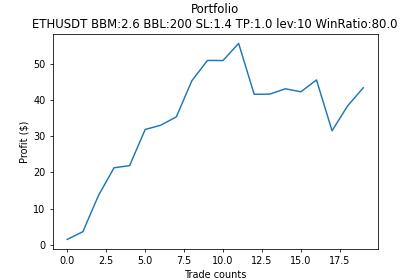 Portfolio
ETHUSDT BBM:2.6 BBL:200 SL:1.4 TP:1.0 lev:10 WinRatio:80.0
Profit ($)
50
40
30
20
10
0
0.0 2.5 5.0 7.5 10.0 12.5 15.0 17.5
Trade counts